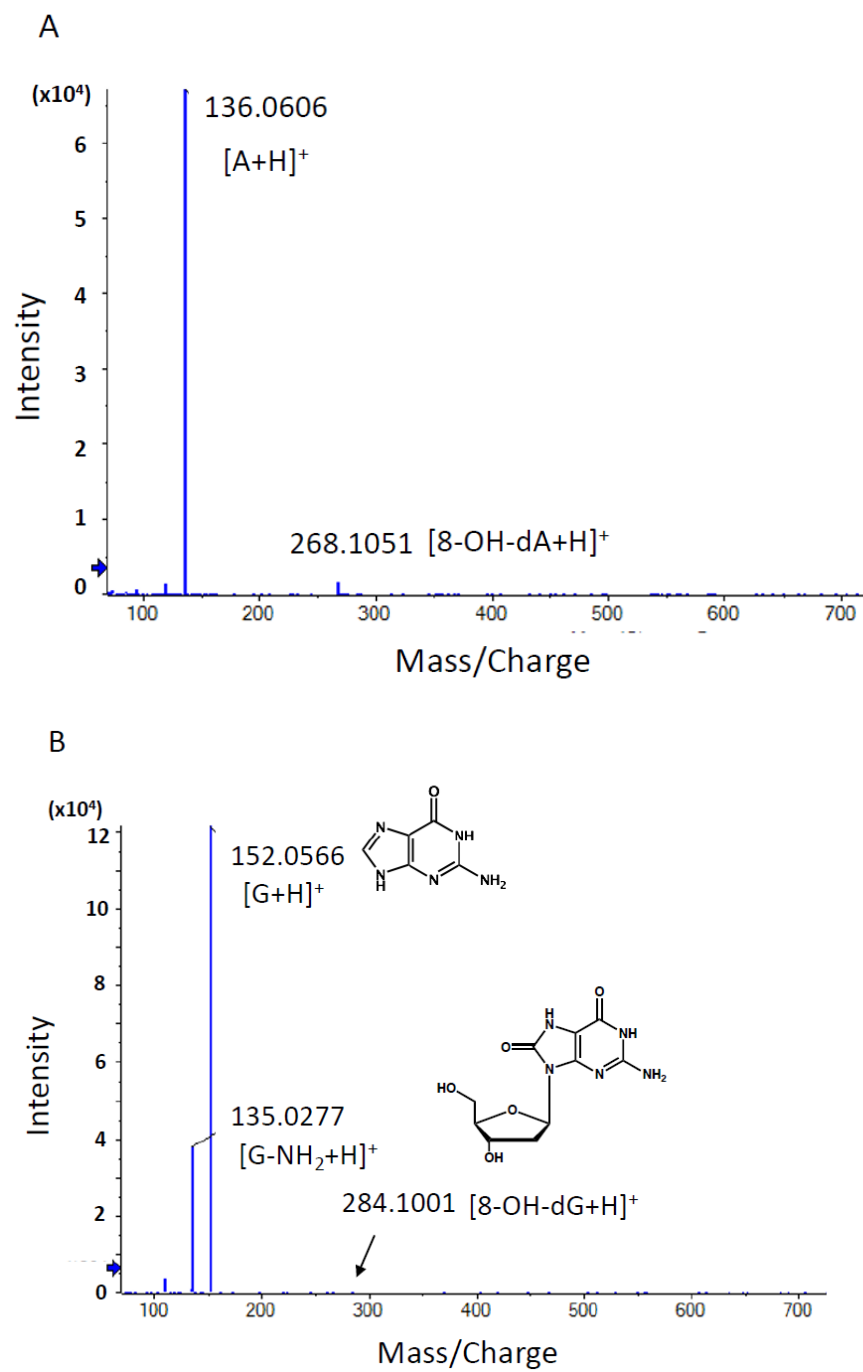 A
(x10⁴)
136.0606
[A+H]⁺
6
5
4
3
2
1
0
Intensity
268.1051 [8-OH-dA+H]⁺
100 200 300 400 500 600 700
Mass/Charge
B
(x10⁴)
12
10
8
6
4
2
0
Intensity
152.0566
[G+H]⁺
O
N
NH
N
H
N
NH₂
O
H
N
NH
O
N
N
NH₂
HO
O
OH
135.0277
[G-NH₂+H]⁺
284.1001 [8-OH-dG+H]⁺
100 200 300 400 500 600 700
Mass/Charge